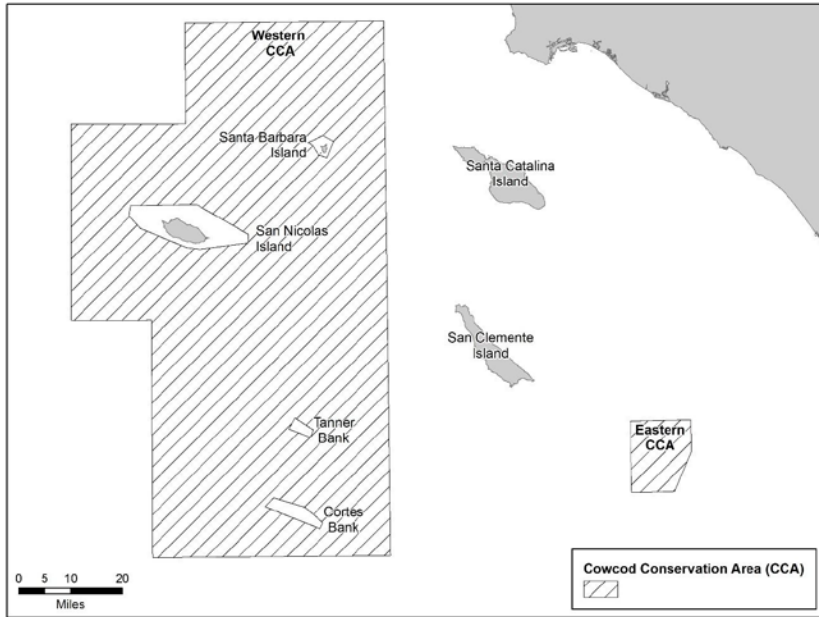 Western
CCA
Santa Barbara
Island
Santa Catalina
Island
San Nicolas
Island
San Clemente
Island
Tanner
Bank
Eastern
CCA
Cortes
Bank
0 5 10 20
Miles
Cowcod Conservation Area (CCA)